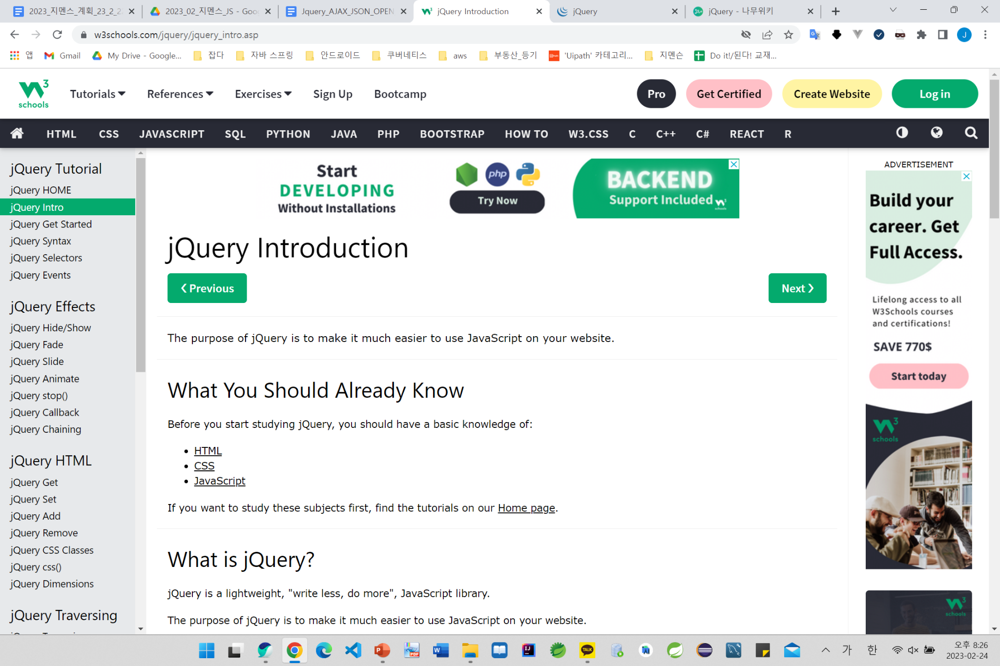 2023_지멘스_계획_23_2_2
2023_02_지멘스_JS - Goo
Jquery_AJAX_JSON_OPEN
jQuery Introduction
jQuery
jQuery - 나무위키
w3schools.com/jquery/jquery_intro.asp
J
앱
Gmail
My Drive - Google...
잡다
자바 스프링
안드로이드
쿠버네티스
aws
부동산_등기
'Uipath' 카테고리...
지멘슨
Do it!/된다! 교재...
W3 schools
Tutorials
References
Exercises
Sign Up
Bootcamp
Pro
Get Certified
Create Website
Log in
HTML CSS JAVASCRIPT SQL PYTHON JAVA PHP BOOTSTRAP HOW TO W3.CSS C C++ C# REACT R
jQuery Tutorial
jQuery HOME
jQuery Intro
jQuery Get Started
jQuery Syntax
jQuery Selectors
jQuery Events
jQuery Effects
jQuery Hide/Show
jQuery Fade
jQuery Slide
jQuery Animate
jQuery stop()
jQuery Callback
jQuery Chaining
jQuery HTML
jQuery Get
jQuery Set
jQuery Add
jQuery Remove
jQuery CSS Classes
jQuery css()
jQuery Dimensions
jQuery Traversing
Start
DEVELOPING
Without Installations
php
Try Now
BACKEND
Support Included
W3 schools
jQuery Introduction
❮ Previous
Next ❯
The purpose of jQuery is to make it much easier to use JavaScript on your website.
What You Should Already Know
Before you start studying jQuery, you should have a basic knowledge of:
• HTML
• CSS
• JavaScript
If you want to study these subjects first, find the tutorials on our Home page.
What is jQuery?
jQuery is a lightweight, "write less, do more", JavaScript library.
The purpose of jQuery is to make it much easier to use JavaScript on your website.
ADVERTISEMENT
Build your
career. Get
Full Access.
Lifelong access to all
W3Schools courses
and certifications!
SAVE 770$
Start today
W3 schools
W3 schools
가
한
오후 8:26
2023-02-24